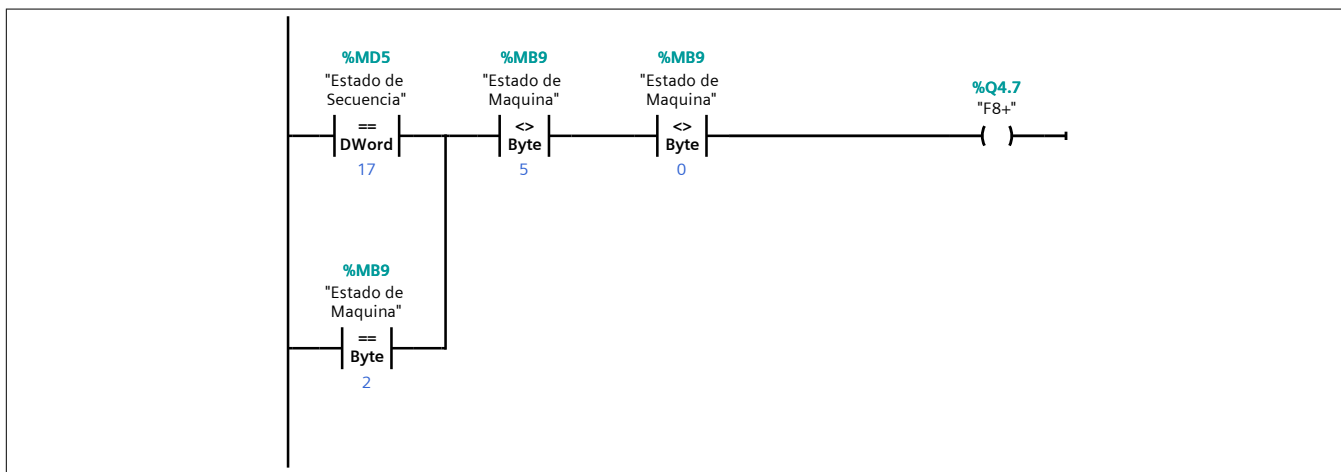 %MD5
"Estado de
Secuencia"
==
DWord
17
%MB9
"Estado de
Maquina"
<>
Byte
5
%MB9
"Estado de
Maquina"
<>
Byte
0
%Q4.7
"F8+"
%MB9
"Estado de
Maquina"
==
Byte
2